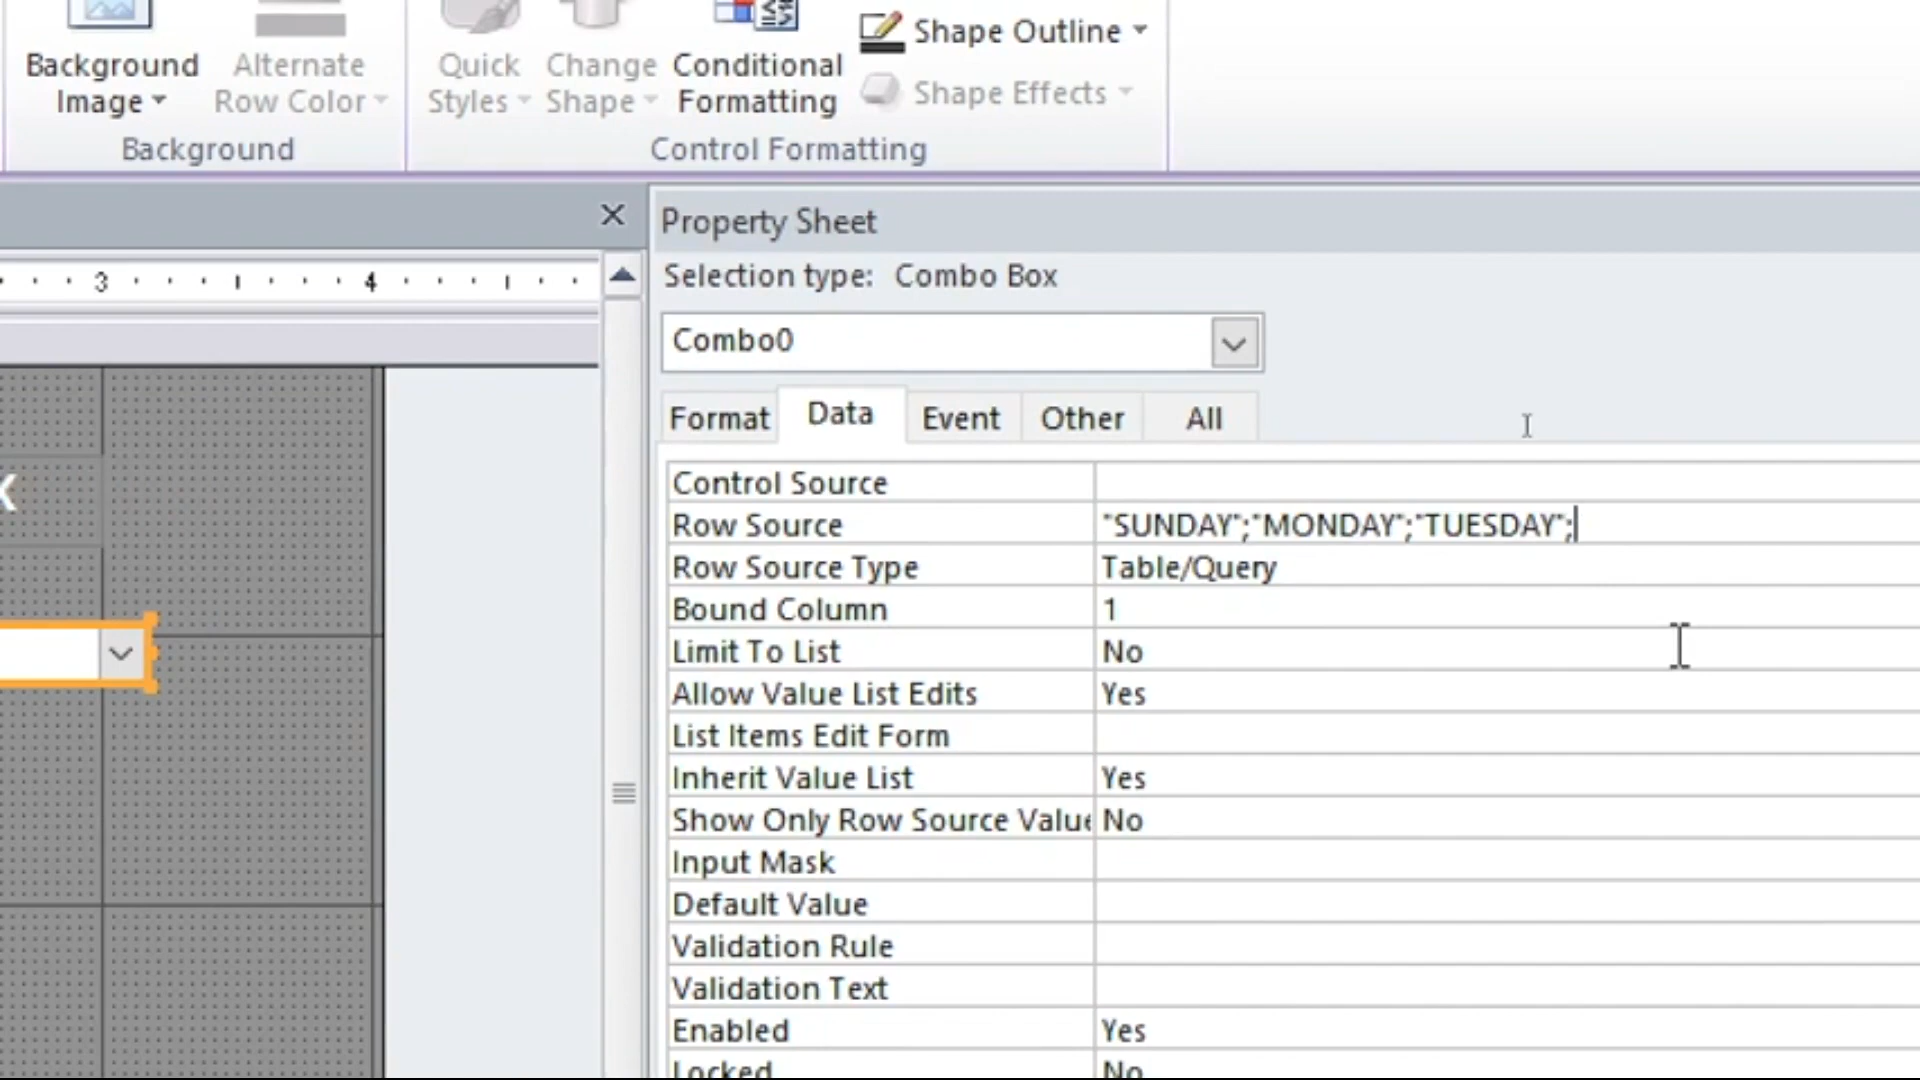 Background Image
Alternate Row Color
Quick Styles
Change Shape
Conditional Formatting
Shape Outline
Shape Effects
Background
Control Formatting
Property Sheet
3 4
Selection type: Combo Box
Combo0
Format Data Event Other All
Control Source
Row Source "SUNDAY";"MONDAY";"TUESDAY";
Row Source Type Table/Query
Bound Column 1
Limit To List No
Allow Value List Edits Yes
List Items Edit Form
Inherit Value List Yes
Show Only Row Source Value No
Input Mask
Default Value
Validation Rule
Validation Text
Enabled Yes
Locked No